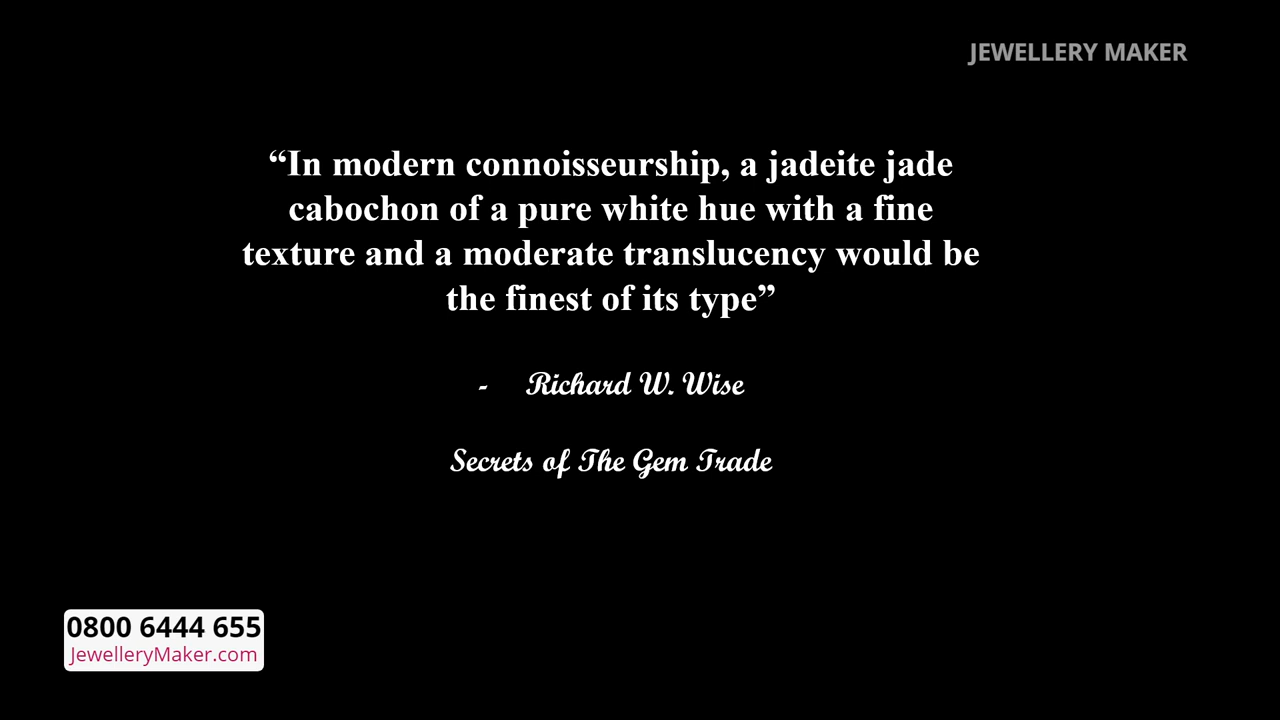 JEWELLERY MAKER
“In modern connoisseurship, a jadeite jade
cabochon of a pure white hue with a fine
texture and a moderate translucency would be
the finest of its type”
- Richard W. Wise
Secrets of The Gem Trade
0800 6444 655
JewelleryMaker.com